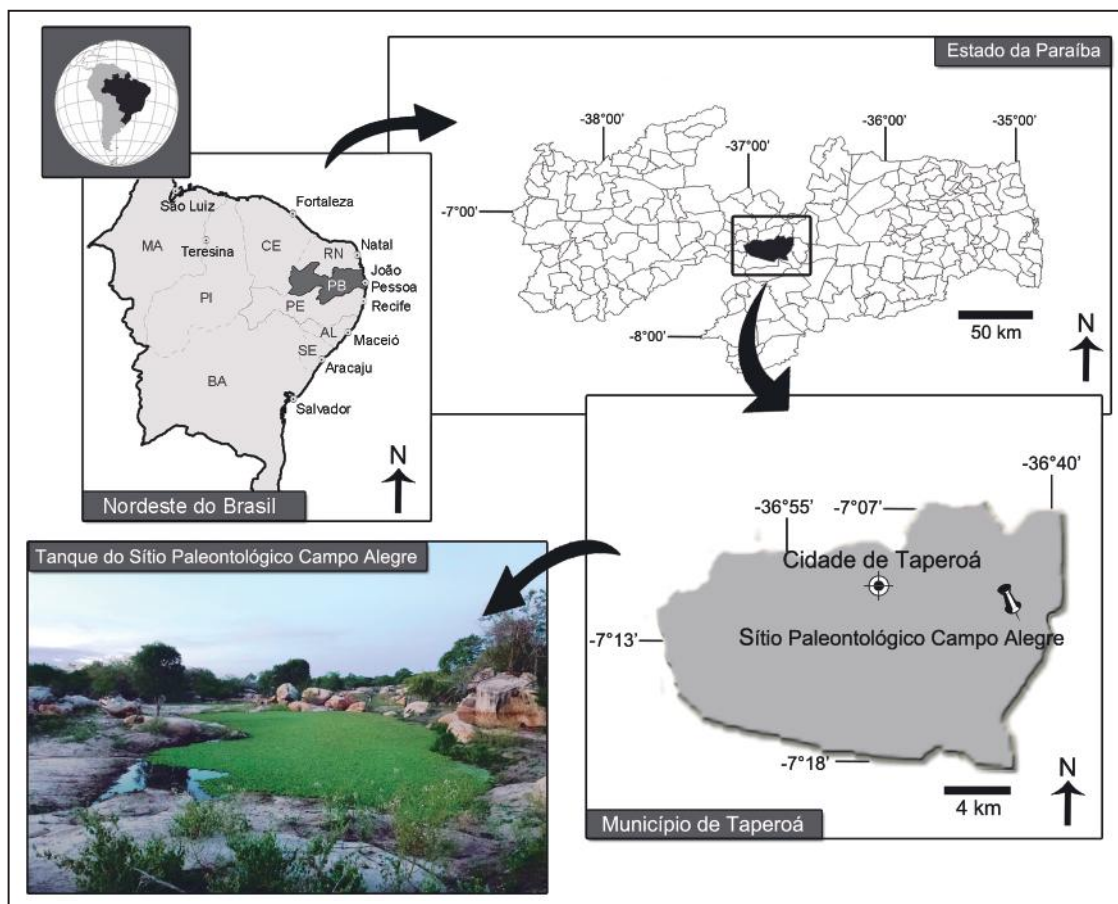 Estado da Paraíba
-38°00'
-37°00'
-36°00'
-35°00'
-7°00'
-8°00'
50 km
N
São Luiz
Fortaleza
MA
Teresina
CE
RN
Natal
João
Pessoa
PB
PI
PE
Recife
AL
Maceió
SE
Aracaju
BA
Salvador
N
Nordeste do Brasil
Tanque do Sítio Paleontológico Campo Alegre
-36°40'
-36°55'
-7°07'
Cidade de Taperoá
-7°13'
Sítio Paleontológico Campo Alegre
-7°18'
4 km
N
Município de Taperoá